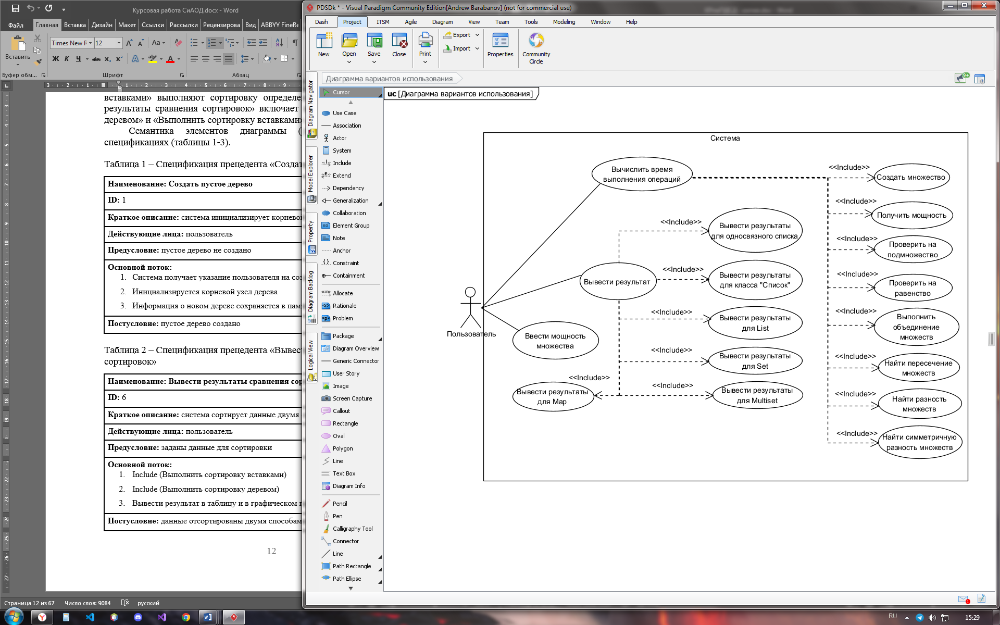 Курсовая работа СиАОД.docx - Word
Файл
Главная
Вставка
Дизайн
Макет
Ссылки
Рассылки
Рецензирова
Вид
ABBYY FineRe
Вставить
Times New R
12
Aa
Ж К Ч abc x₂ x²
Буфер обм...
Шрифт
Абзац
вставками» выполняют сортировку определе
результаты сравнения сортировок» включает
деревом» и «Выполнить сортировку вставками»
Семантика элементов диаграммы (
спецификациях (таблицы 1-3).
Таблица 1 – Спецификация прецедента «Создат
Наименование: Создать пустое дерево
ID: 1
Краткое описание: система инициализирует корневой
Действующие лица: пользователь
Предусловие: пустое дерево не создано
Основной поток:
1. Система получает указание пользователя на соз
2. Инициализируется корневой узел дерева
3. Информация о новом дереве сохраняется в пам
Постусловие: пустое дерево создано
Таблица 2 – Спецификация прецедента «Вывес
сортировок»
Наименование: Вывести результаты сравнения сор
ID: 6
Краткое описание: система сортирует данные двумя
Действующие лица: пользователь
Предусловие: заданы данные для сортировки
Основной поток:
1. Include (Выполнить сортировку вставками)
2. Include (Выполнить сортировку деревом)
3. Вывести результат в таблицу и в графическом в
Постусловие: данные отсортированы двумя способам
12
Страница 12 из 67
Число слов: 9084
русский
PDSDk * - Visual Paradigm Community Edition[Andrew Barabanov] (not for commercial use)
Dash
Project
ITSM
Agile
Diagram
View
Team
Tools
Modeling
Window
Help
New
Open
Save
Close
Print
Export
Import
Properties
Community
Circle
Диаграмма вариантов использования
9+
Diagram Navigator
Model Explorer
Property
Diagram Backlog
Logical View
Cursor
Use Case
Association
Actor
System
Include
Extend
Dependency
Generalization
Collaboration
Element Group
Note
Anchor
Constraint
Containment
Allocate
Rationale
Problem
Package
Diagram Overview
Generic Connector
User Story
Image
Screen Capture
Callout
Rectangle
Oval
Polygon
Line
Text Box
Diagram Info
Pencil
Pen
Calligraphy Tool
Connector
Line
Path Rectangle
Path Ellipse
uc [Диаграмма вариантов использования]
Система
Вычислить время
выполнения операций
<<Include>>
Создать множество
<<Include>>
Получить мощность
<<Include>>
Вывести результаты
для односвязного списка
<<Include>>
Проверить на
подмножество
<<Include>>
Вывести результаты
для класса "Список"
Вывести результат
<<Include>>
Проверить на
равенство
<<Include>>
Вывести результаты
для List
<<Include>>
Выполнить
объединение
множеств
Пользователь
Ввести мощность
множества
<<Include>>
Вывести результаты
для Set
<<Include>>
Найти пересечение
множеств
<<Include>>
Вывести результаты
для Map
<<Include>>
Вывести результаты
для Multiset
<<Include>>
Найти разность
множеств
<<Include>>
Найти симметричную
разность множеств
RU
15:29